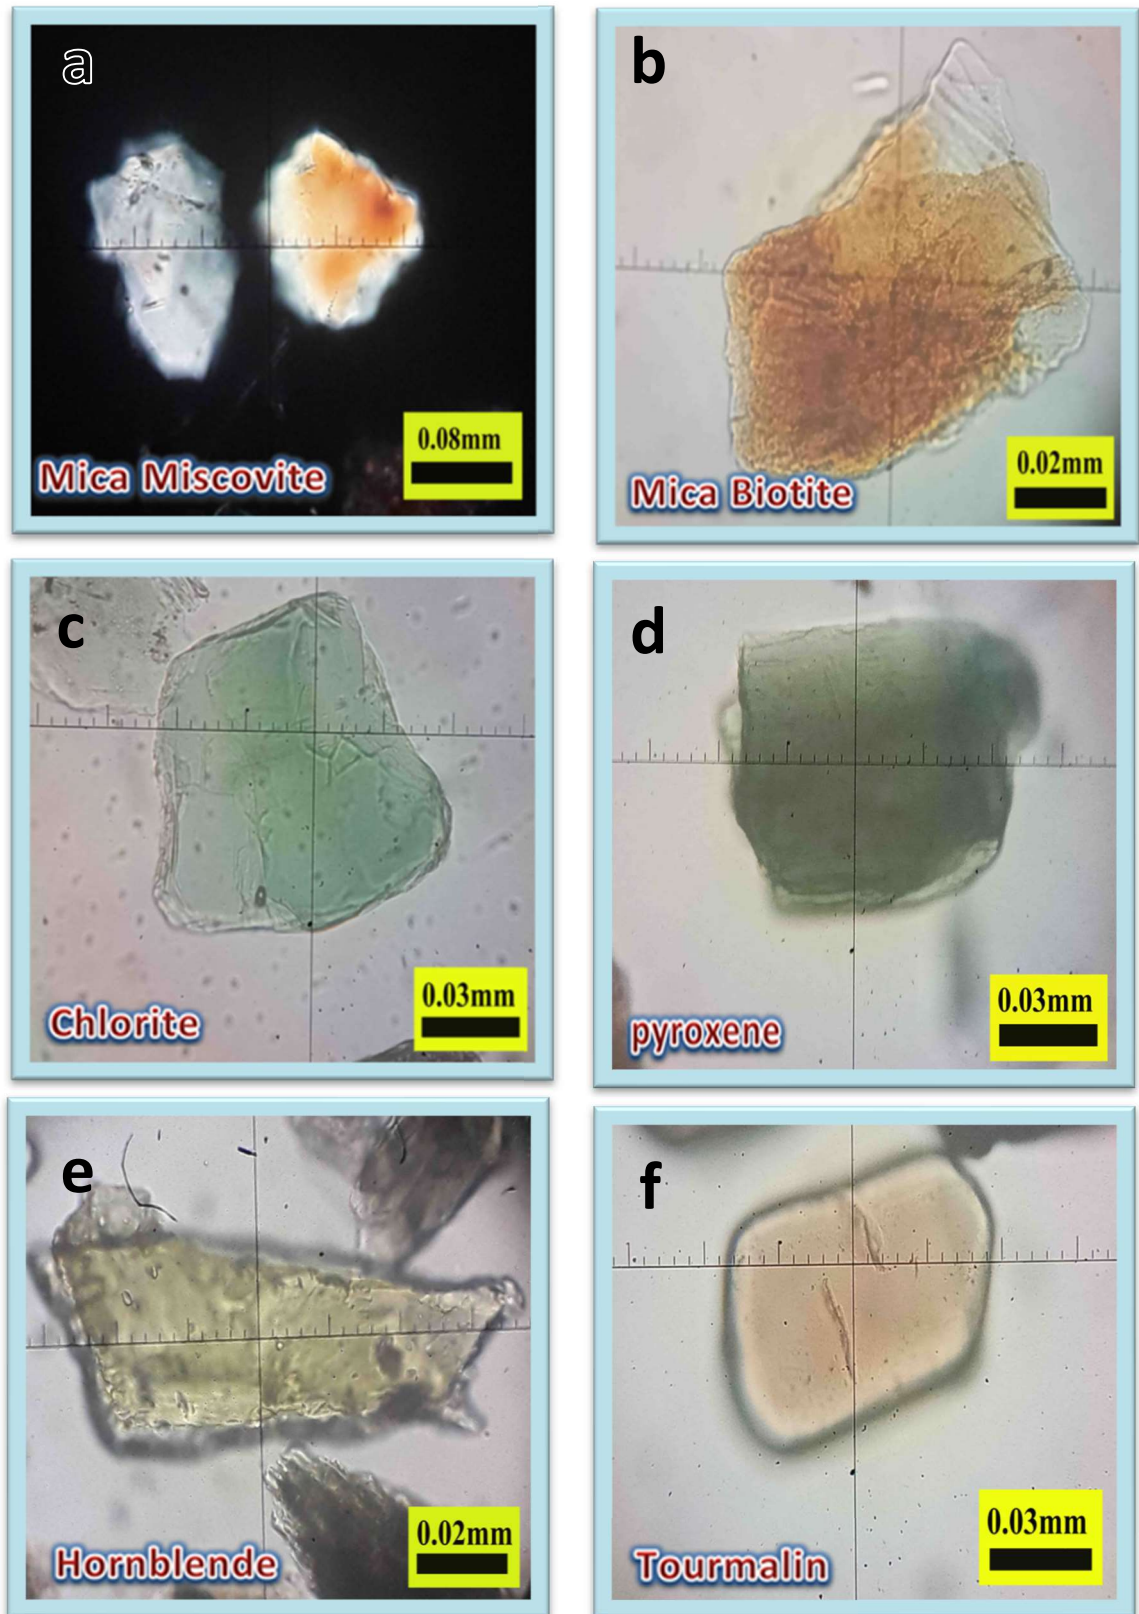 a
0.08mm
Mica Miscovite
b
0.02mm
Mica Biotite
c
0.03mm
Chlorite
d
0.03mm
pyroxene
e
0.02mm
Hornblende
f
0.03mm
Tourmalin